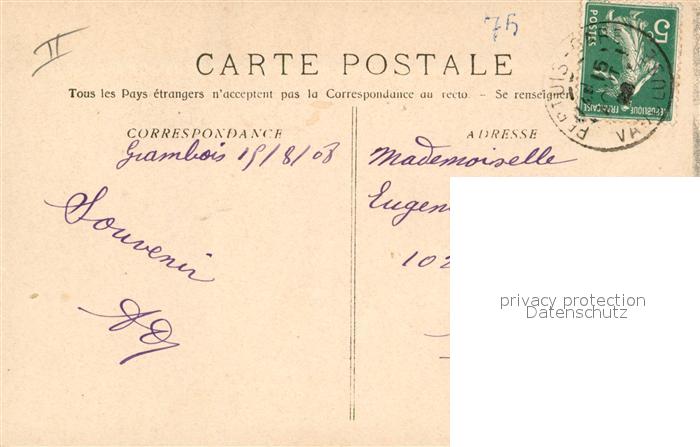 II
75
CARTE POSTALE
Tous les Pays étrangers n'acceptent pas la Correspondance au recto. - Se renseigner
5
POSTES
REPUBLIQUE FRANÇAISE
PERTUIS
CORRESPONDANCE
Grambois 15/8/08
Souvenir
ADRESSE
Mademoiselle
Eugen
102
privacy protection
Datenschutz